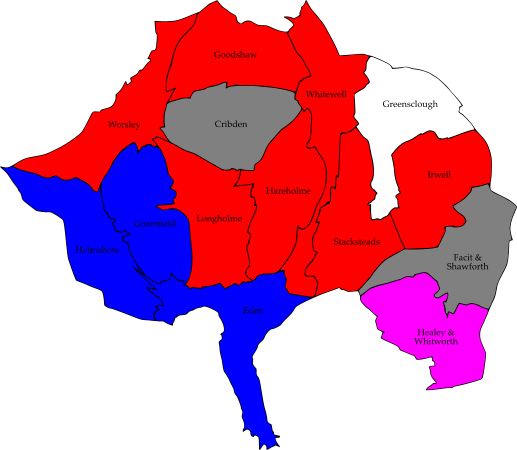 Goodshaw
Whitewell
Greensclough
Worsley
Cribden
Irwell
Hareholme
Longholme
Greenfield
Stacksteads
Helmshore
Facit &
Shawforth
Eden
Healey &
Whitworth